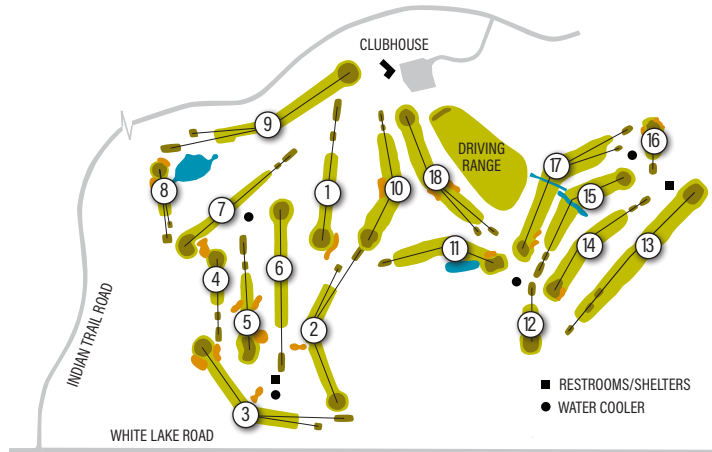 CLUBHOUSE
9
16
DRIVING
RANGE
17
8
1
10
18
15
7
6
11
14
13
4
5
2
12
INDIAN TRAIL ROAD
3
RESTROOMS/SHELTERS
WATER COOLER
WHITE LAKE ROAD